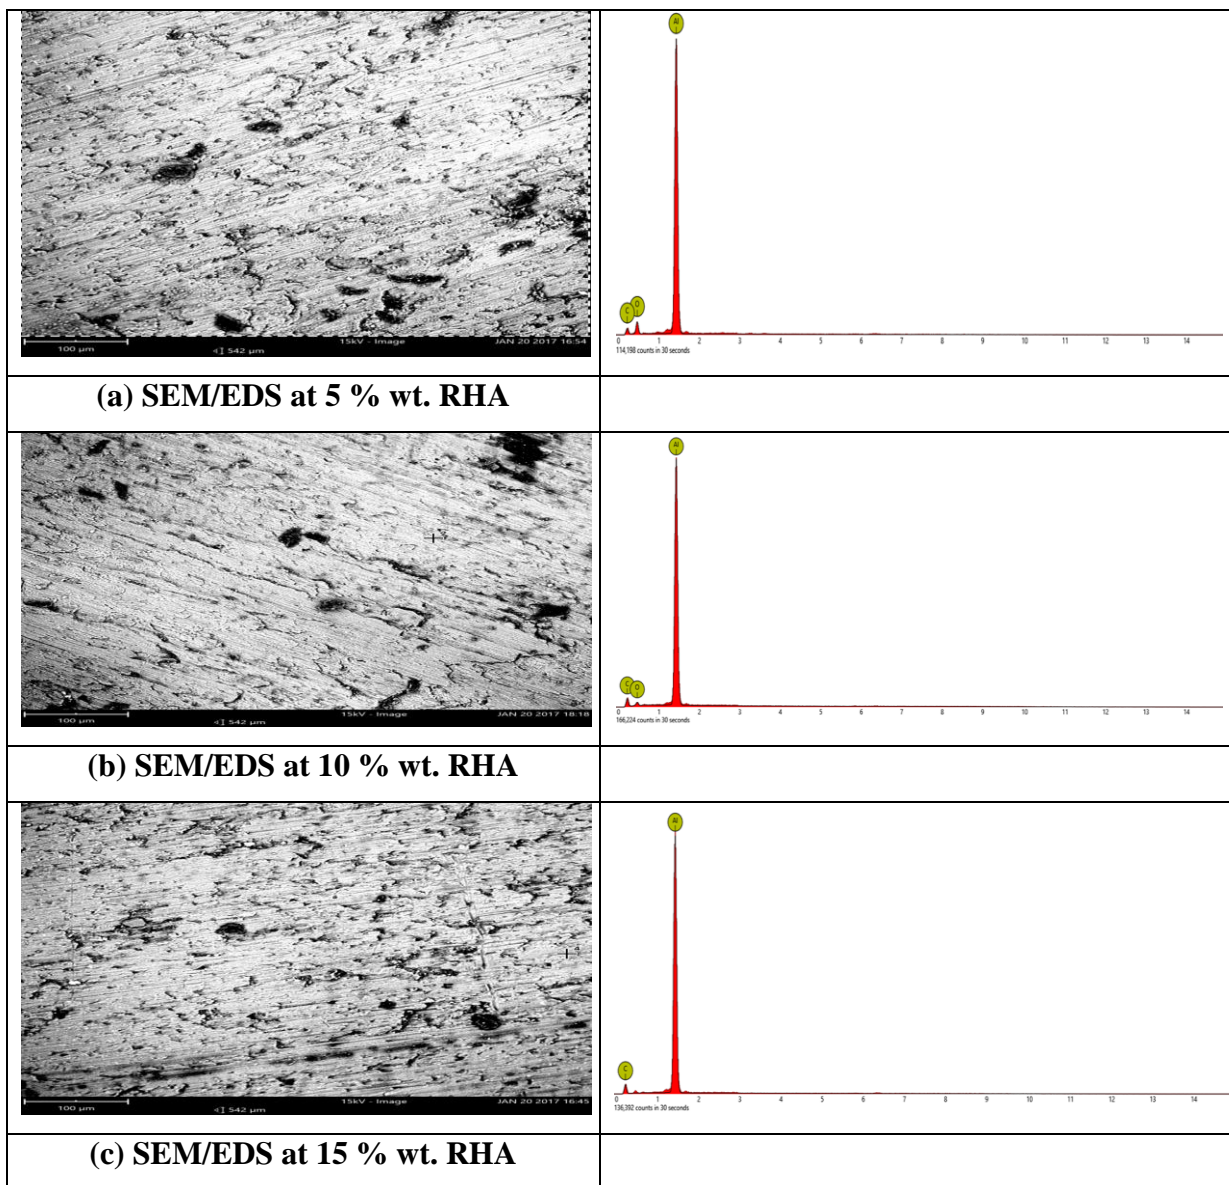 Al
C O
0 1 2 3 4 5 6 7 8 9 10 11 12 13 14
114,198 counts in 30 seconds
100 µm
542 µm
15kV - Image
JAN 20 2017 16:54
(a) SEM/EDS at 5 % wt. RHA
Al
C O
0 1 2 3 4 5 6 7 8 9 10 11 12 13 14
166,224 counts in 30 seconds
100 µm
542 µm
15kV - Image
JAN 20 2017 18:18
(b) SEM/EDS at 10 % wt. RHA
Al
C
0 1 2 3 4 5 6 7 8 9 10 11 12 13 14
136,392 counts in 30 seconds
100 µm
542 µm
15kV - Image
JAN 20 2017 16:45
(c) SEM/EDS at 15 % wt. RHA